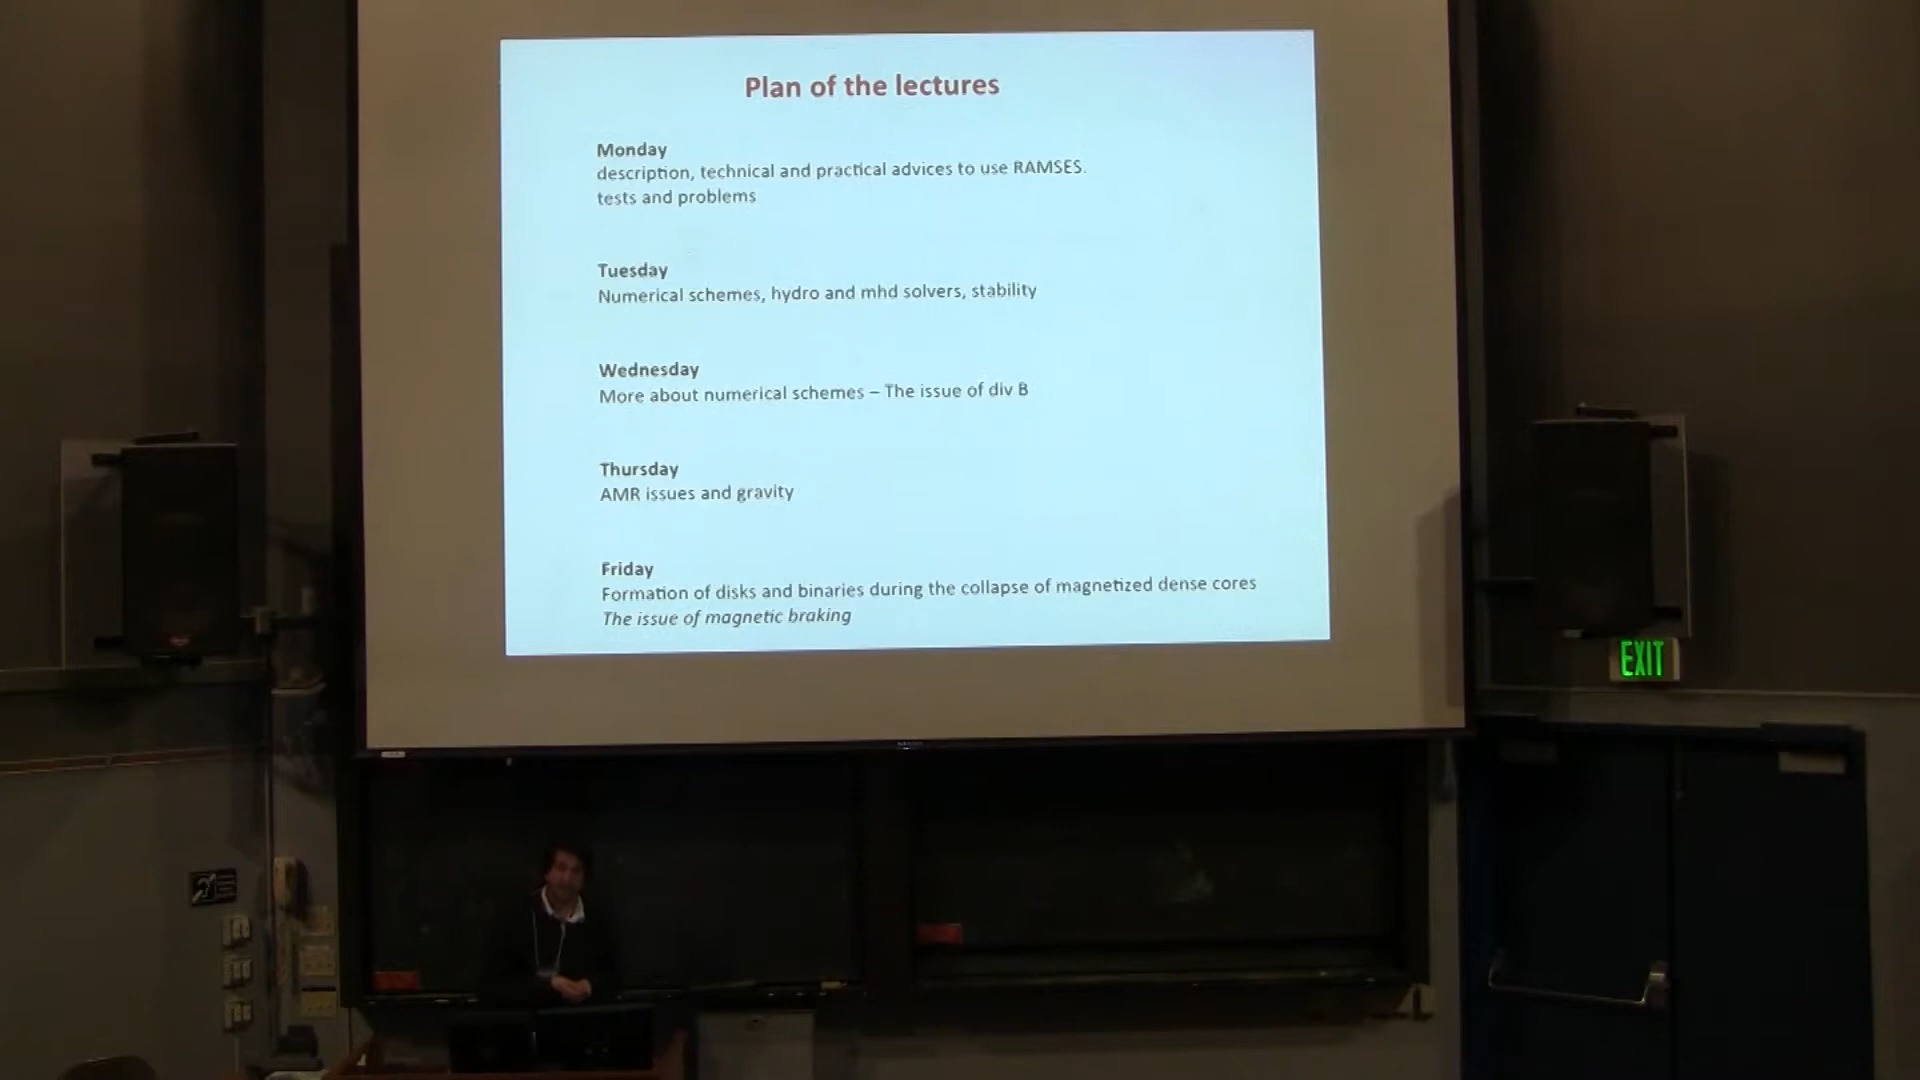 Plan of the lectures
Monday
description, technical and practical advices to use RAMSES.
tests and problems
Tuesday
Numerical schemes, hydro and mhd solvers, stability
Wednesday
More about numerical schemes – The issue of div B
Thursday
AMR issues and gravity
Friday
Formation of disks and binaries during the collapse of magnetized dense cores
The issue of magnetic braking
EXIT